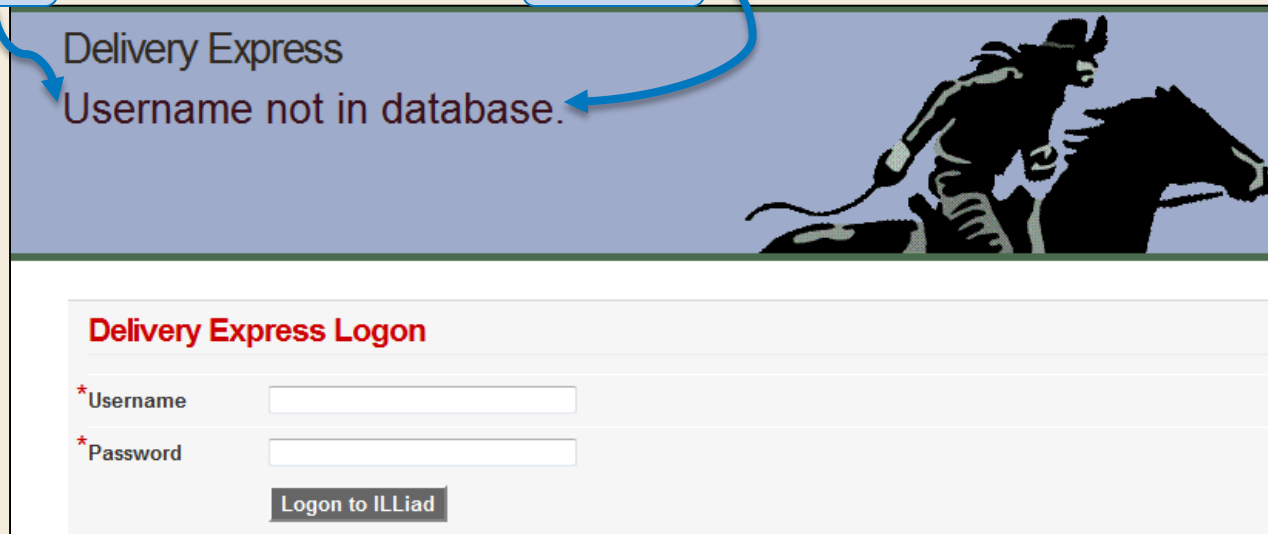 Delivery Express
Username not in database.
Delivery Express Logon
*Username
*Password
Logon to ILLiad